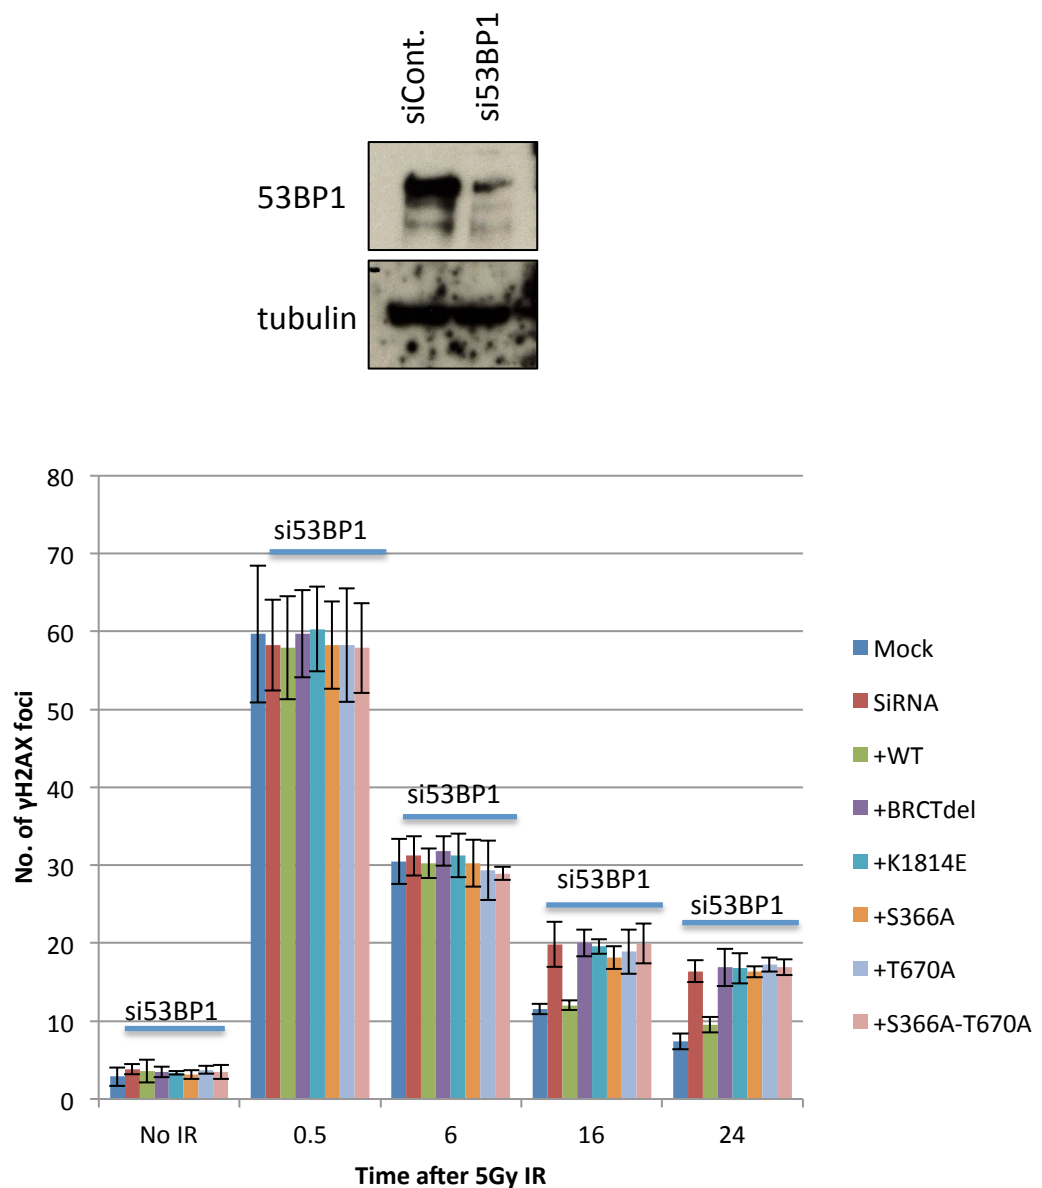 siCont.
si53BP1
53BP1
tubulin
80
70
60
50
40
30
20
10
0
No. of γH2AX foci
si53BP1
si53BP1
si53BP1
si53BP1
si53BP1
No IR
0.5
6
16
24
Time after 5Gy IR
Mock
SiRNA
+WT
+BRCTdel
+K1814E
+S366A
+T670A
+S366A-T670A